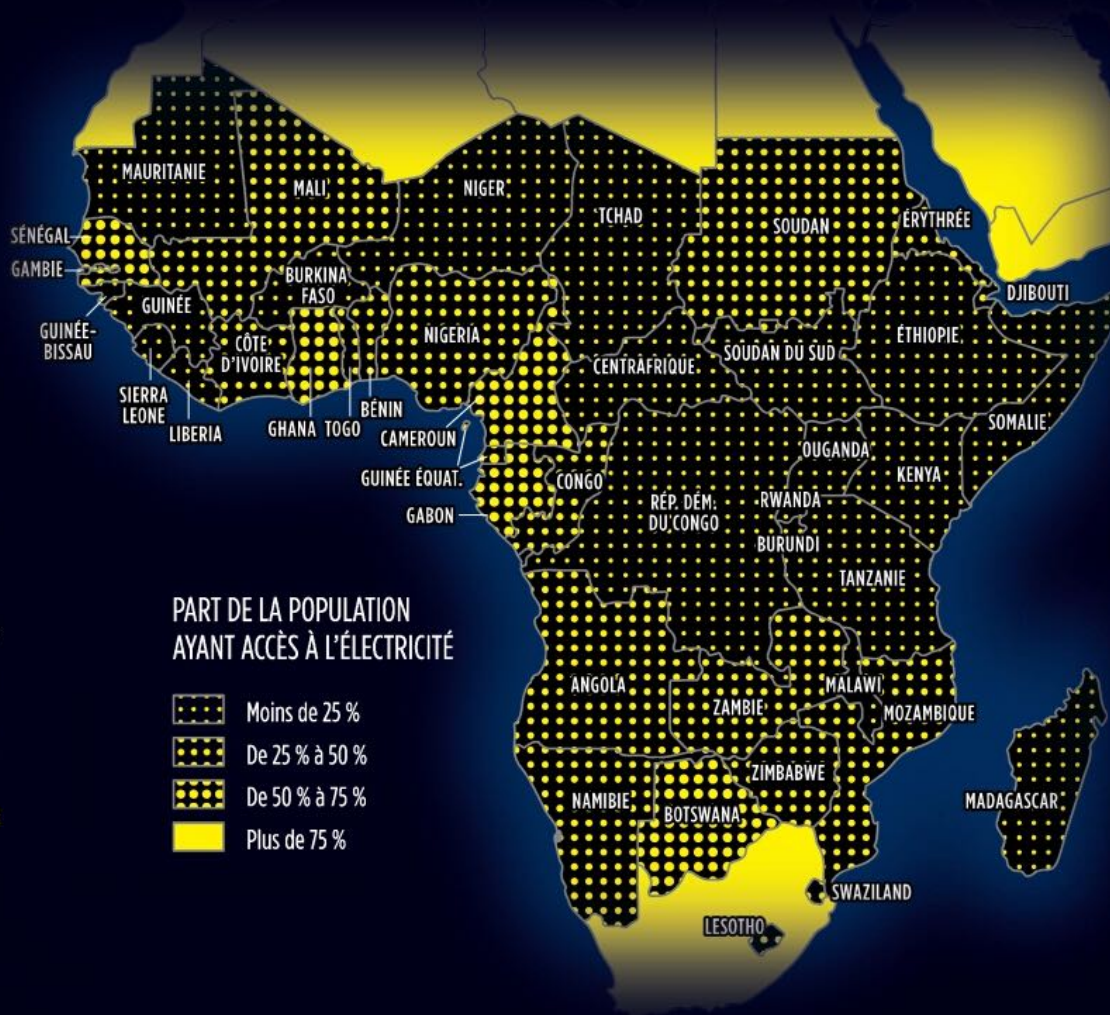 MAURITANIE
MALI
NIGER
TCHAD
SOUDAN
ÉRYTHRÉE
SÉNÉGAL
GAMBIE
BURKINA
FASO
DJIBOUTI
GUINÉE
GUINÉE-
BISSAU
CÔTE
D'IVOIRE
NIGERIA
ÉTHIOPIE
CENTRAFRIQUE
SOUDAN DU SUD
SIERRA
LEONE
LIBERIA
GHANA
TOGO
BÉNIN
CAMEROUN
SOMALIE
OUGANDA
KENYA
GUINÉE ÉQUAT.
CONGO
GABON
RÉP. DÉM.
DU CONGO
RWANDA
BURUNDI
TANZANIE
PART DE LA POPULATION
AYANT ACCÈS À L'ÉLECTRICITÉ
Moins de 25 %
De 25 % à 50 %
De 50 % à 75 %
Plus de 75 %
ANGOLA
ZAMBIE
MALAWI
MOZAMBIQUE
ZIMBABWE
NAMIBIE
BOTSWANA
MADAGASCAR
SWAZILAND
LESOTHO